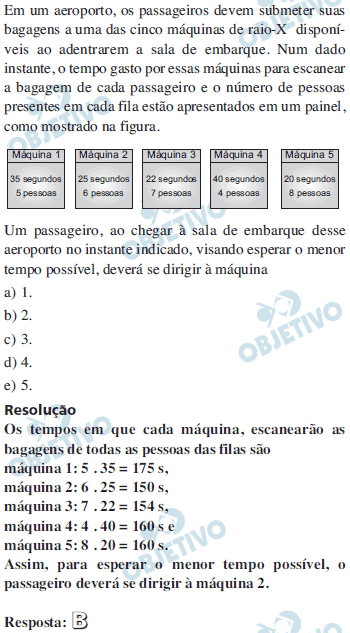 Em um aeroporto, os passageiros devem submeter suas
bagagens a uma das cinco máquinas de raio-X disponí-
veis ao adentrarem a sala de embarque. Num dado
instante, o tempo gasto por essas máquinas para escanear
a bagagem de cada passageiro e o número de pessoas
presentes em cada fila estão apresentados em um painel,
como mostrado na figura.
Máquina 1 Máquina 2 Máquina 3 Máquina 4 Máquina 5
35 segundos 25 segundos 22 segundos 40 segundos 20 segundos
5 pessoas 6 pessoas 7 pessoas 4 pessoas 8 pessoas
Um passageiro, ao chegar à sala de embarque desse
aeroporto no instante indicado, visando esperar o menor
tempo possível, deverá se dirigir à máquina
a) 1.
b) 2.
c) 3.
d) 4.
e) 5.
Resolução
Os tempos em que cada máquina, escanearão as
bagagens de todas as pessoas das filas são
máquina 1: 5 . 35 = 175 s,
máquina 2: 6 . 25 = 150 s,
máquina 3: 7 . 22 = 154 s,
máquina 4: 4 . 40 = 160 s e
máquina 5: 8 . 20 = 160 s.
Assim, para esperar o menor tempo possível, o
passageiro deverá se dirigir à máquina 2.
Resposta: B
OBJETIVO
OBJETIVO
OBJETIVO
OBJETIVO